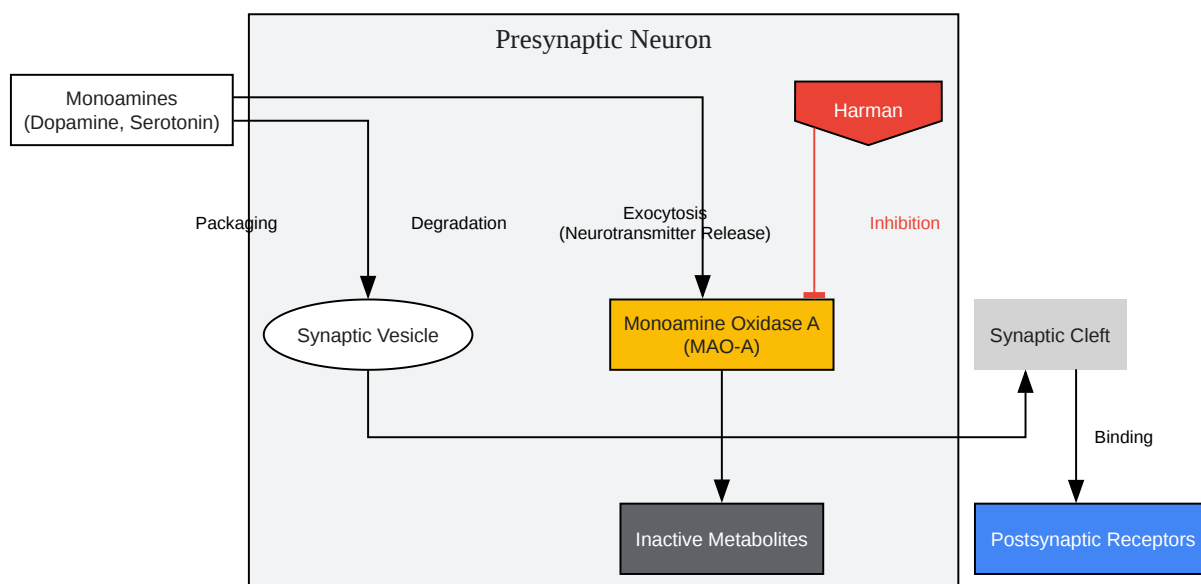 Presynaptic Neuron
Monoamines
(Dopamine, Serotonin)
Harman
Packaging
Degradation
Exocytosis
(Neurotransmitter Release)
Inhibition
Synaptic Vesicle
Monoamine Oxidase A
(MAO-A)
Synaptic Cleft
Binding
Inactive Metabolites
Postsynaptic Receptors